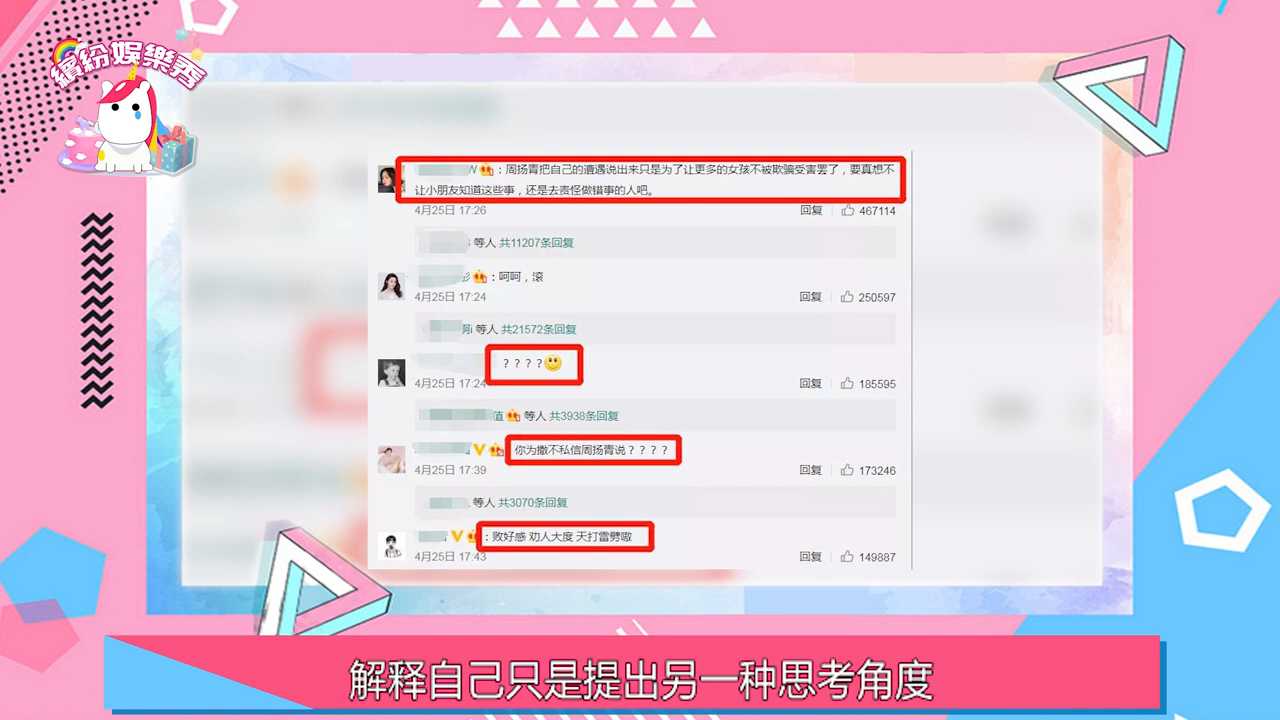 繽紛娛樂秀
：周扬青把自己的遭遇说出来只是为了让更多的女孩不被欺骗受害罢了，要真想不
让小朋友知道这些事，还是去责怪做错事的人吧。
4月25日 17:26 回复 467114
等人 共11207条回复
：呵呵，滚
4月25日 17:24 回复 250597
等人 共21572条回复
？？？？
4月25日 17:24 回复 185595
值 等人 共3938条回复
你为撒不私信周扬青说？？？？
4月25日 17:39 回复 173246
等人 共3070条回复
：败好感 劝人大度 天打雷劈噭
4月25日 17:43 回复 149887
解释自己只是提出另一种思考角度